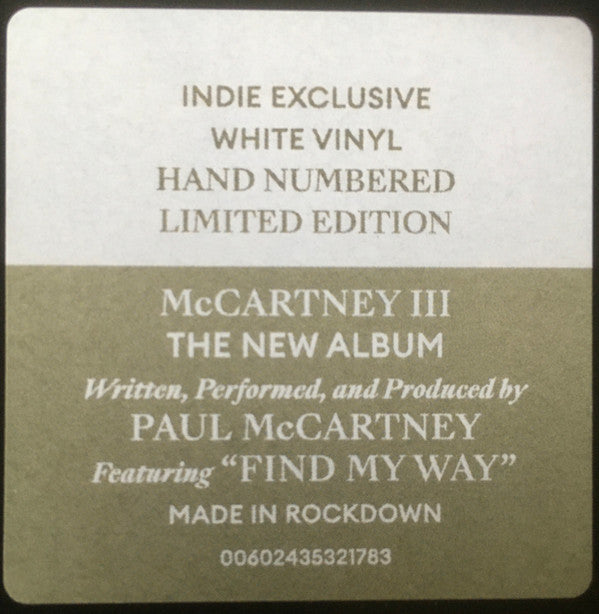 INDIE EXCLUSIVE
WHITE VINYL
HAND NUMBERED
LIMITED EDITION
McCARTNEY III
THE NEW ALBUM
Written, Performed, and Produced by
PAUL McCARTNEY
Featuring “FIND MY WAY”
MADE IN ROCKDOWN
00602435321783